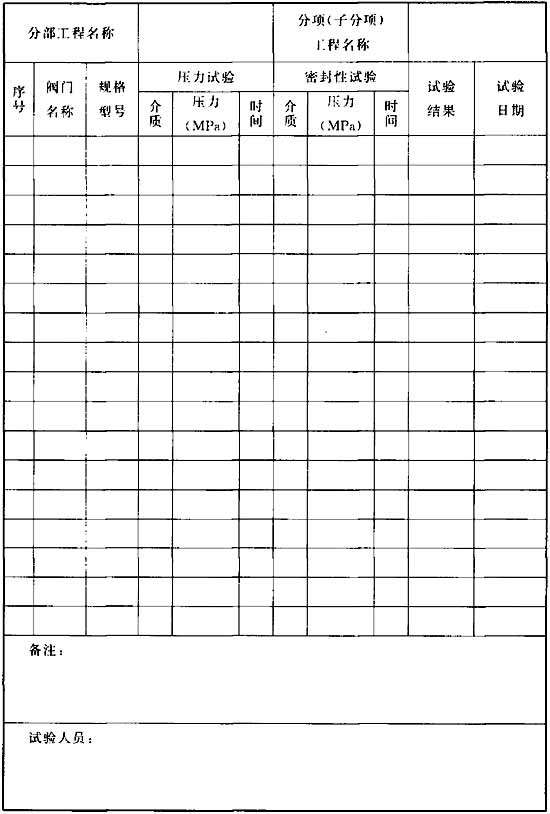 分部工程名称
分项(子分项)
工程名称
序号
阀门
名称
规格
型号
压力试验
介质
压力
(MPa)
时间
密封性试验
介质
压力
(MPa)
时间
试验
结果
试验
日期
备注:
试验人员: